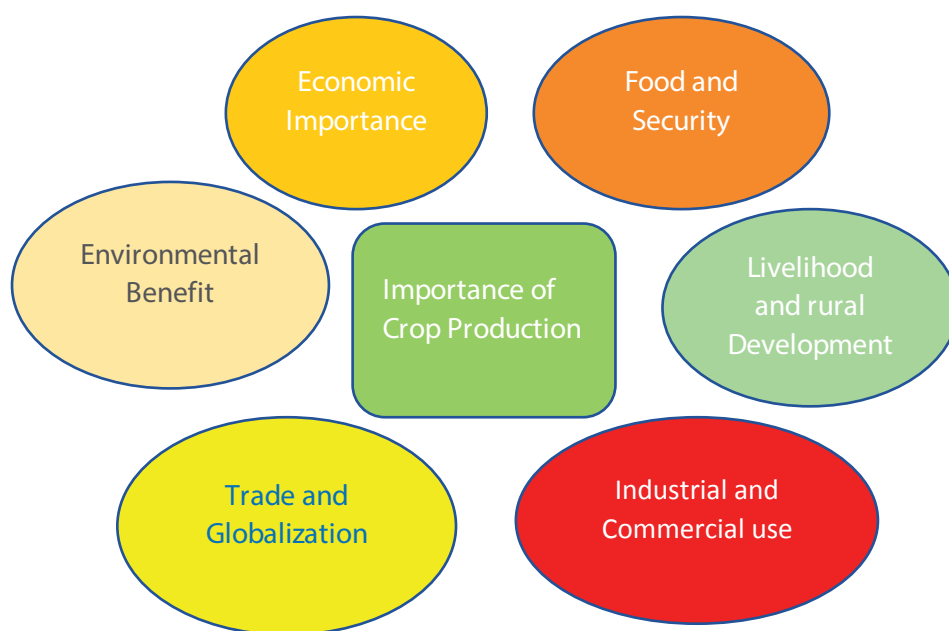 Economic
Importance
Food and
Security
Environmental
Benefit
Importance of
Crop Production
Livelihood
and rural
Development
Trade and
Globalization
Industrial and
Commercial use